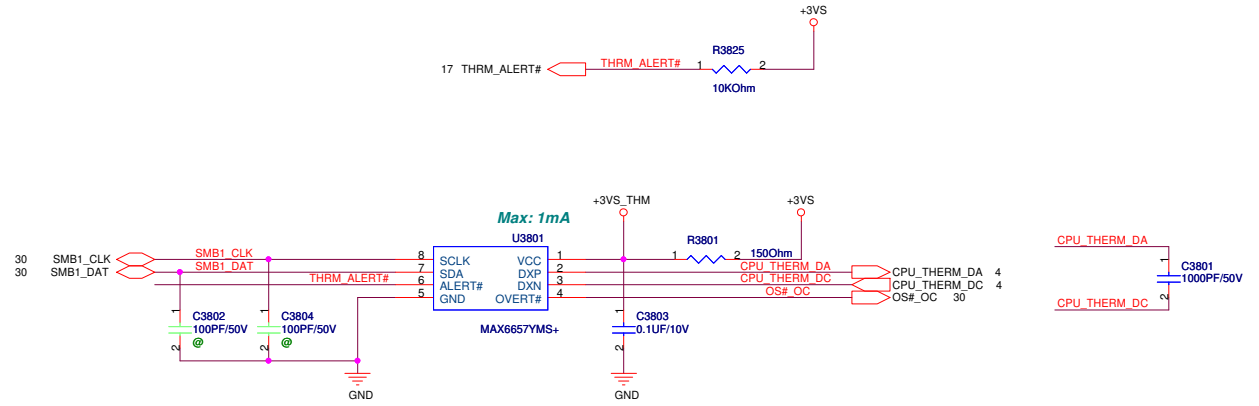 +3VS
R3825
17 THRM_ALERT# THRM_ALERT# 1 2
10KOhm
+3VS_THM +3VS
Max: 1mA
U3801 R3801
30 SMB1_CLK SMB1_CLK 8 SCLK VCC 1 1 2 150Ohm
30 SMB1_DAT SMB1_DAT 7 SDA DXP 2 CPU_THERM_DA CPU_THERM_DA 4
THRM_ALERT# 6 ALERT# DXN 3 CPU_THERM_DC CPU_THERM_DC 4
5 GND OVERT# 4 OS#_OC OS#_OC 30
MAX6657YMS+
1 C3802 100PF/50V 2 @
1 C3804 100PF/50V 2 @
1 C3803 0.1UF/10V 2
GND GND
CPU_THERM_DA
1 C3801
1000PF/50V
2
CPU_THERM_DC